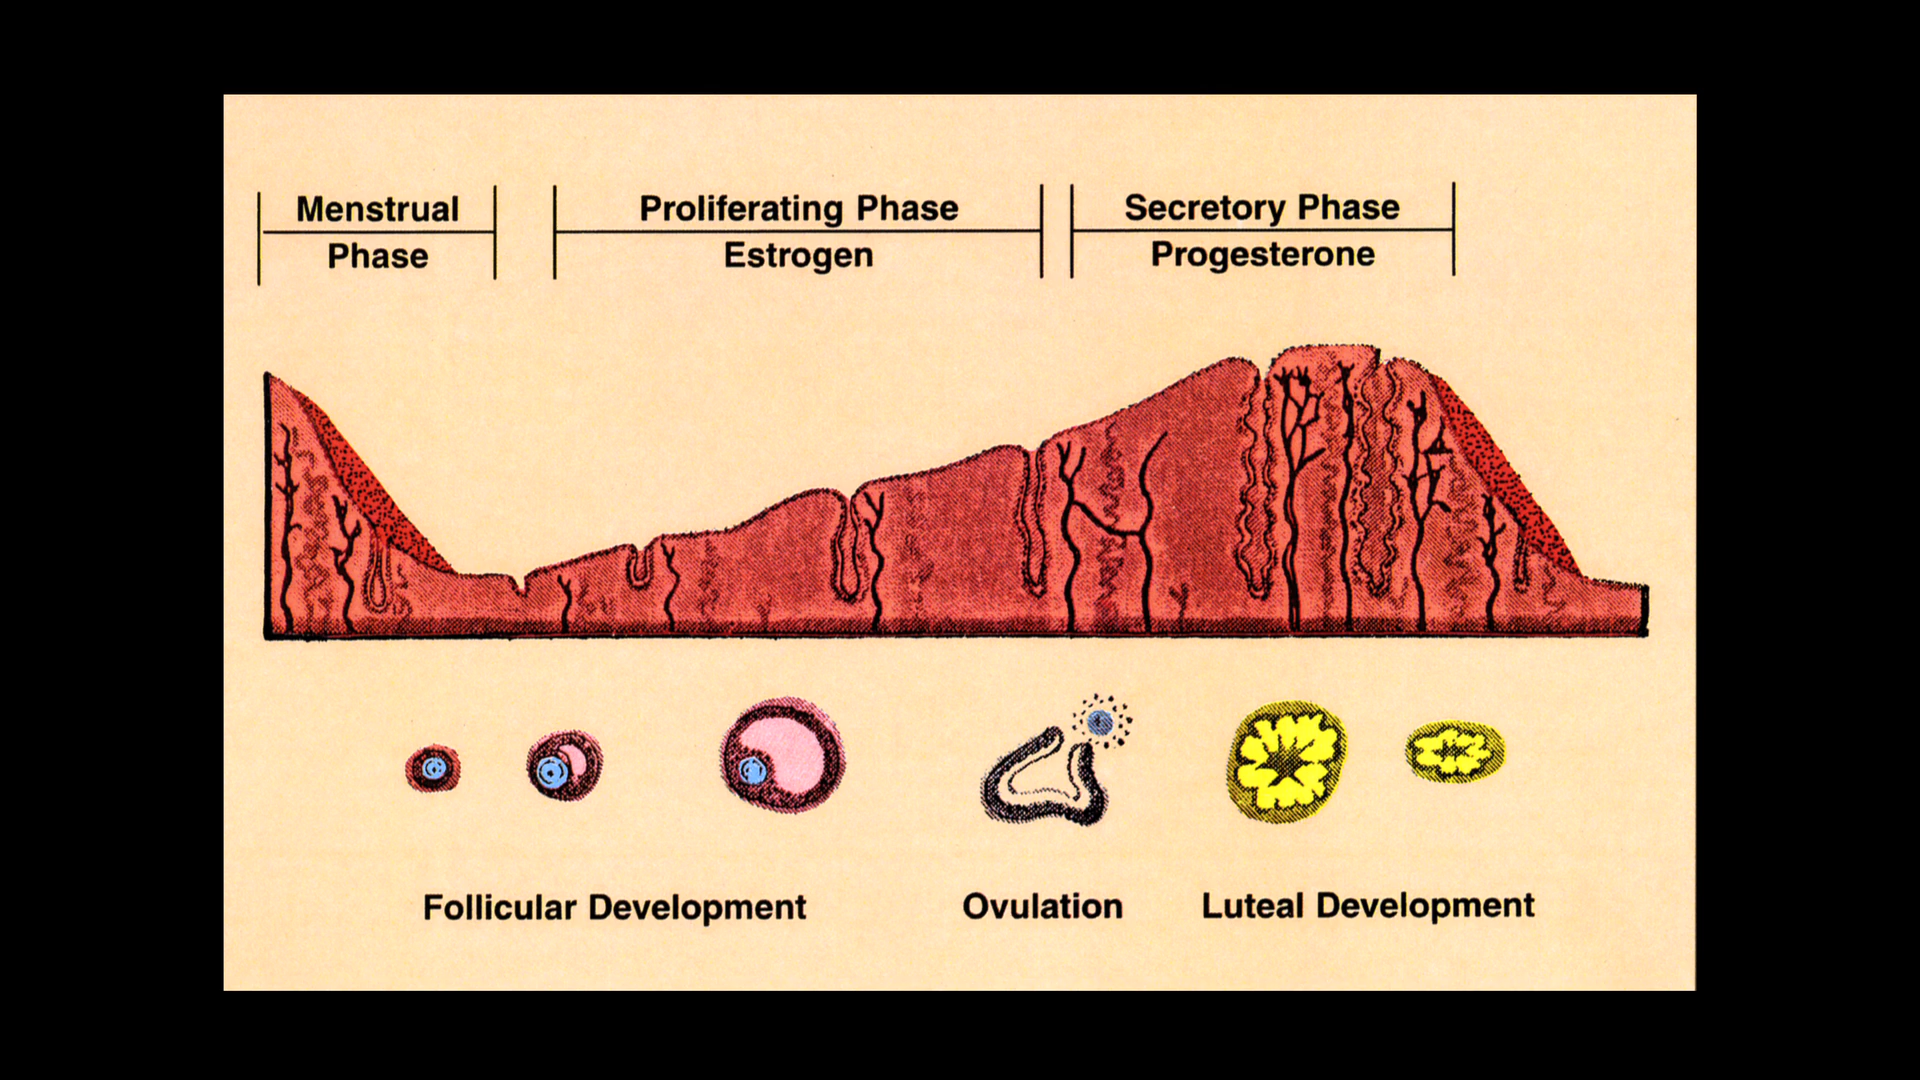 Menstrual
Phase
Proliferating Phase
Estrogen
Secretory Phase
Progesterone
Follicular Development
Ovulation
Luteal Development